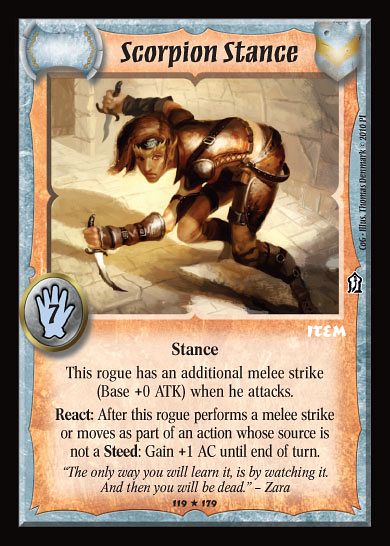 Scorpion Stance
C06 • Illus. Thomas Denmark © 2010 PI
7
ITEM
Stance
This rogue has an additional melee strike
(Base +0 ATK) when he attacks.
React: After this rogue performs a melee strike
or moves as part of an action whose source is
not a Steed: Gain +1 AC until end of turn.
“The only way you will learn it, is by watching it.
And then you will be dead.” – Zara
119 ★ 179